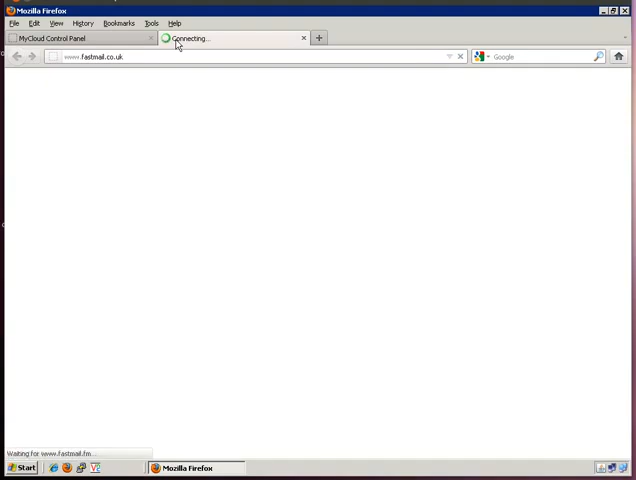 Mozilla Firefox
File Edit View History Bookmarks Tools Help
MyCloud Control Panel Connecting...
www.fastmail.co.uk Google
Waiting for www.fastmail.fm...
Start Mozilla Firefox